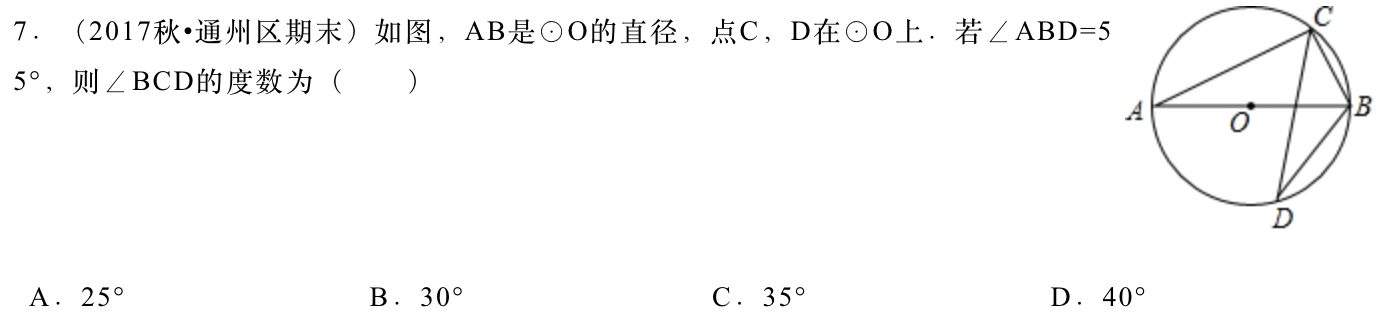 7．（2017秋•通州区期末）如图，AB是⊙O的直径，点C，D在⊙O上．若∠ABD=5
5°，则∠BCD的度数为（　　）
C
A
O
B
D
A．25°
B．30°
C．35°
D．40°